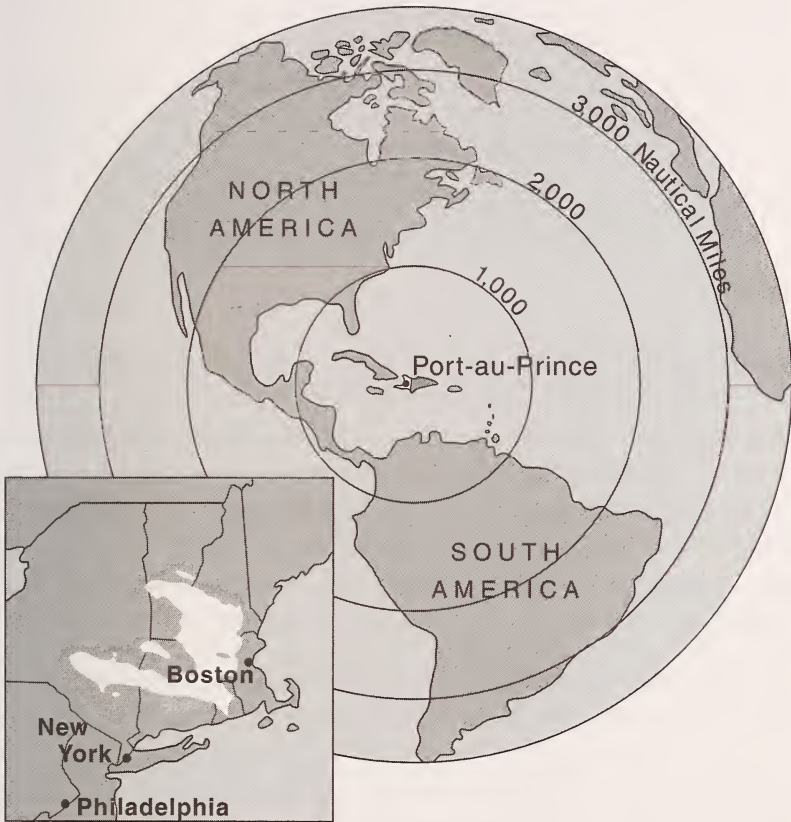 NORTH
AMERICA
3,000 Nautical Miles
2,000
1,000
Port-au-Prince
SOUTH
AMERICA
Boston
New
York
Philadelphia